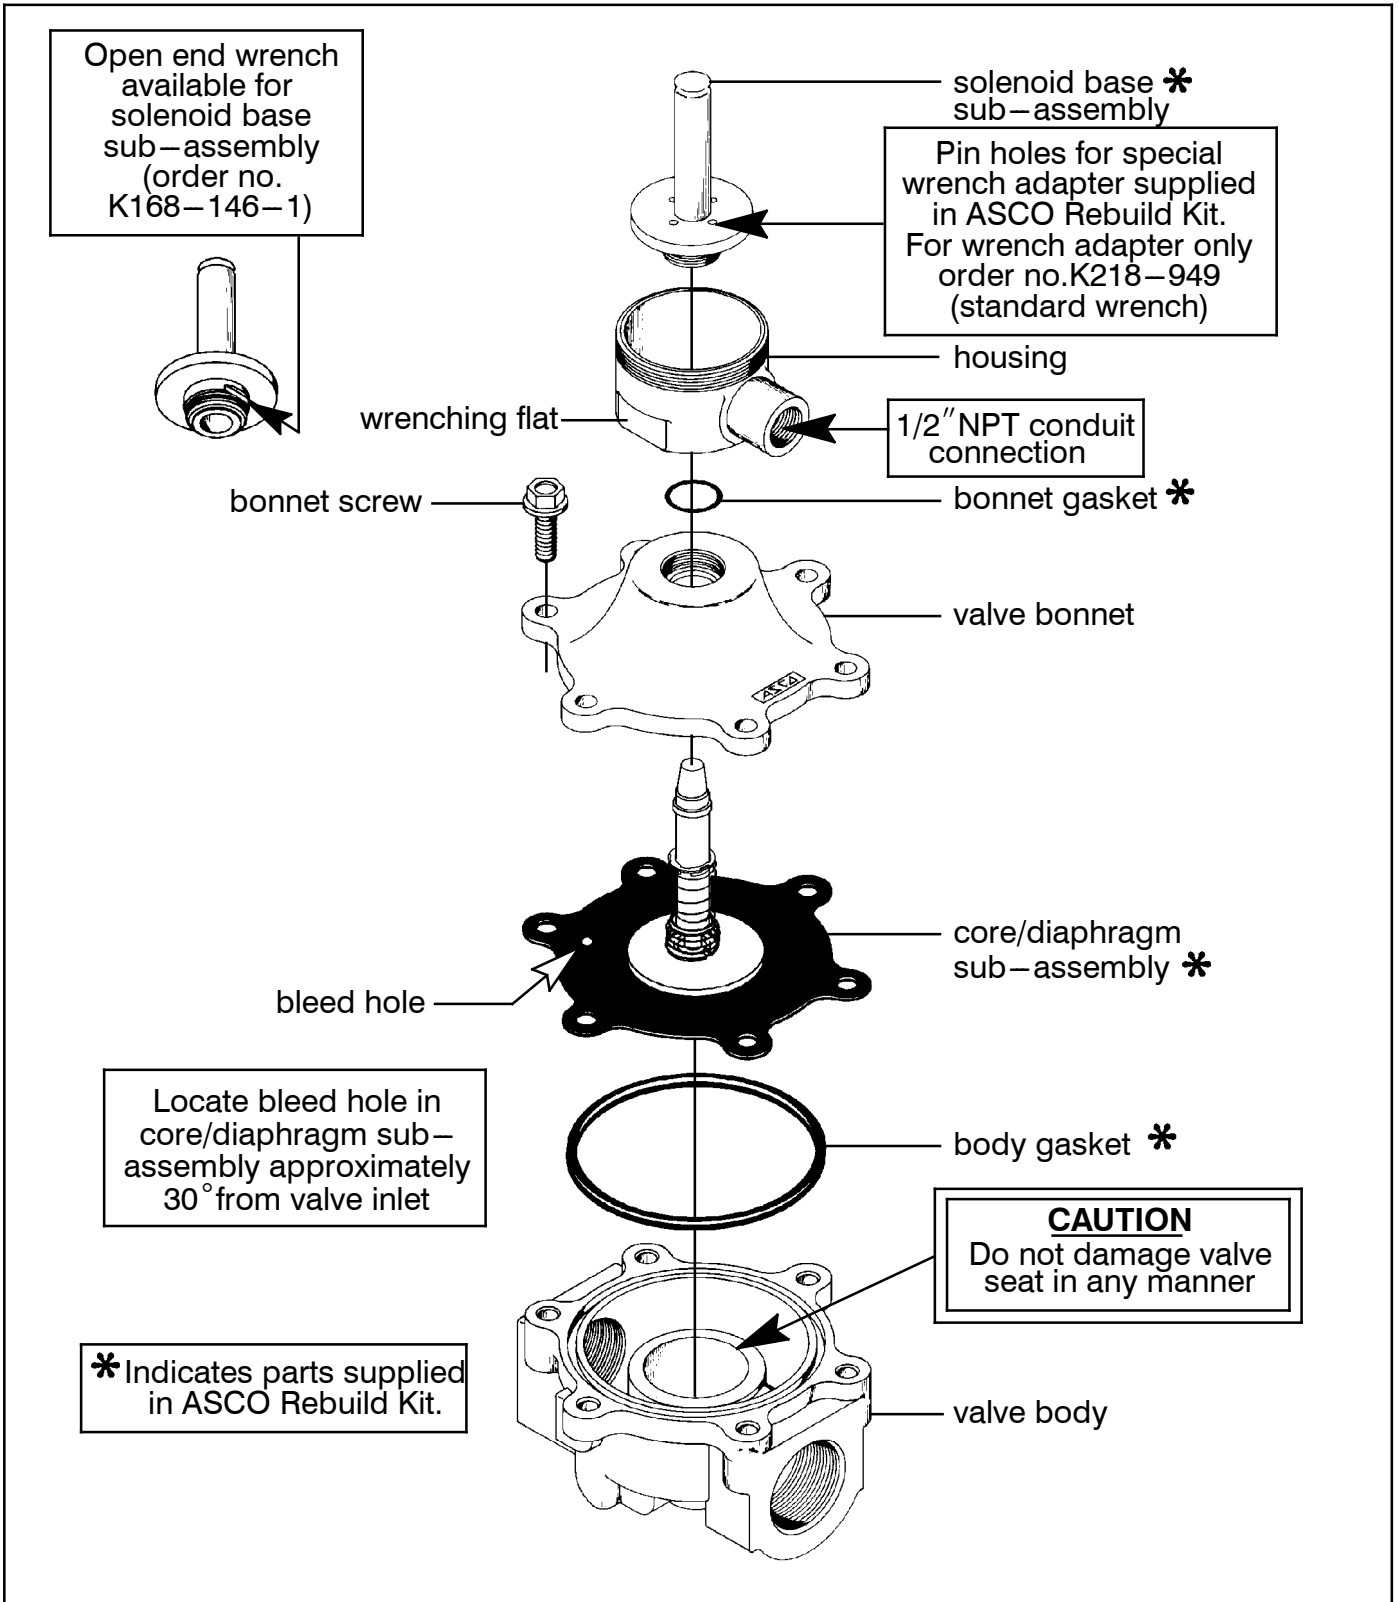 Open end wrench
available for
solenoid base
sub–assembly
(order no.
K168–146–1)
solenoid base *
sub–assembly
Pin holes for special
wrench adapter supplied
in ASCO Rebuild Kit.
For wrench adapter only
order no.K218–949
(standard wrench)
housing
wrenching flat
1/2″ NPT conduit
connection
bonnet screw
bonnet gasket *
valve bonnet
ASCO
core/diaphragm
sub–assembly *
bleed hole
Locate bleed hole in
core/diaphragm sub–
assembly approximately
30° from valve inlet
body gasket *
CAUTION
Do not damage valve
seat in any manner
* Indicates parts supplied
in ASCO Rebuild Kit.
valve body